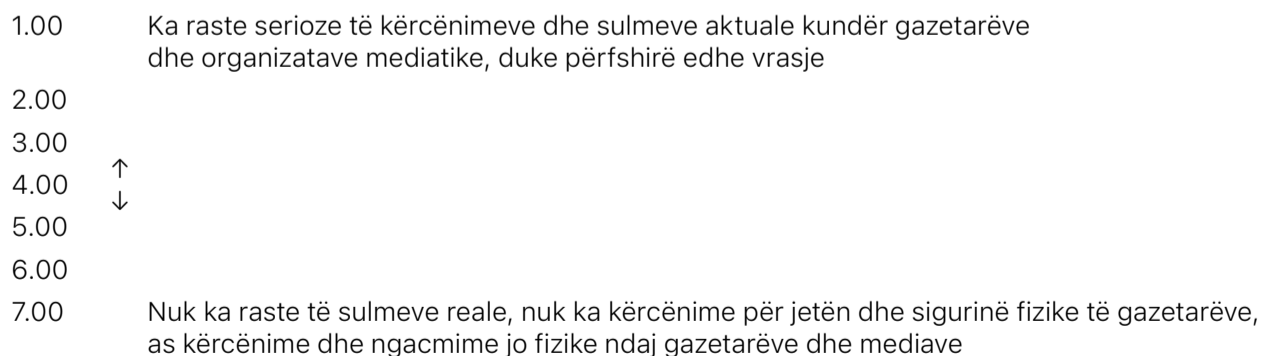 1.00 Ka raste serioze të kërcënimeve dhe sulmeve aktuale kundër gazetarëve
dhe organizatave mediatike, duke përfshirë edhe vrasje
2.00
3.00
↑
4.00
↓
5.00
6.00
7.00 Nuk ka raste të sulmeve reale, nuk ka kërcënime për jetën dhe sigurinë fizike të gazetarëve,
as kërcënime dhe ngacmime jo fizike ndaj gazetarëve dhe mediave